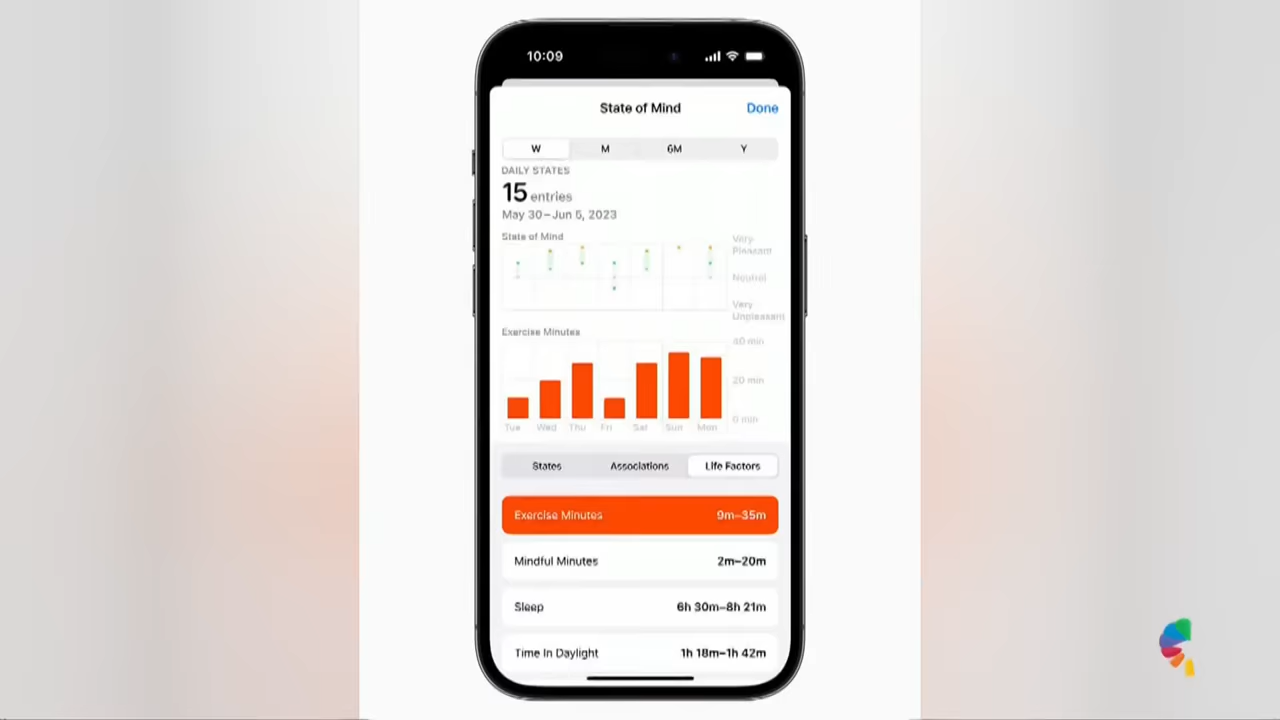 10:09
State of Mind
Done
W M 6M Y
DAILY STATES
15 entries
May 30–Jun 5, 2023
State of Mind
Very
Pleasant
Neutral
Very
Unpleasant
Exercise Minutes
40 min
20 min
0 min
Tue Wed Thu Fri Sat Sun Mon
States Associations Life Factors
Exercise Minutes 9m–35m
Mindful Minutes 2m–20m
Sleep 6h 30m–8h 21m
Time In Daylight 1h 18m–1h 42m